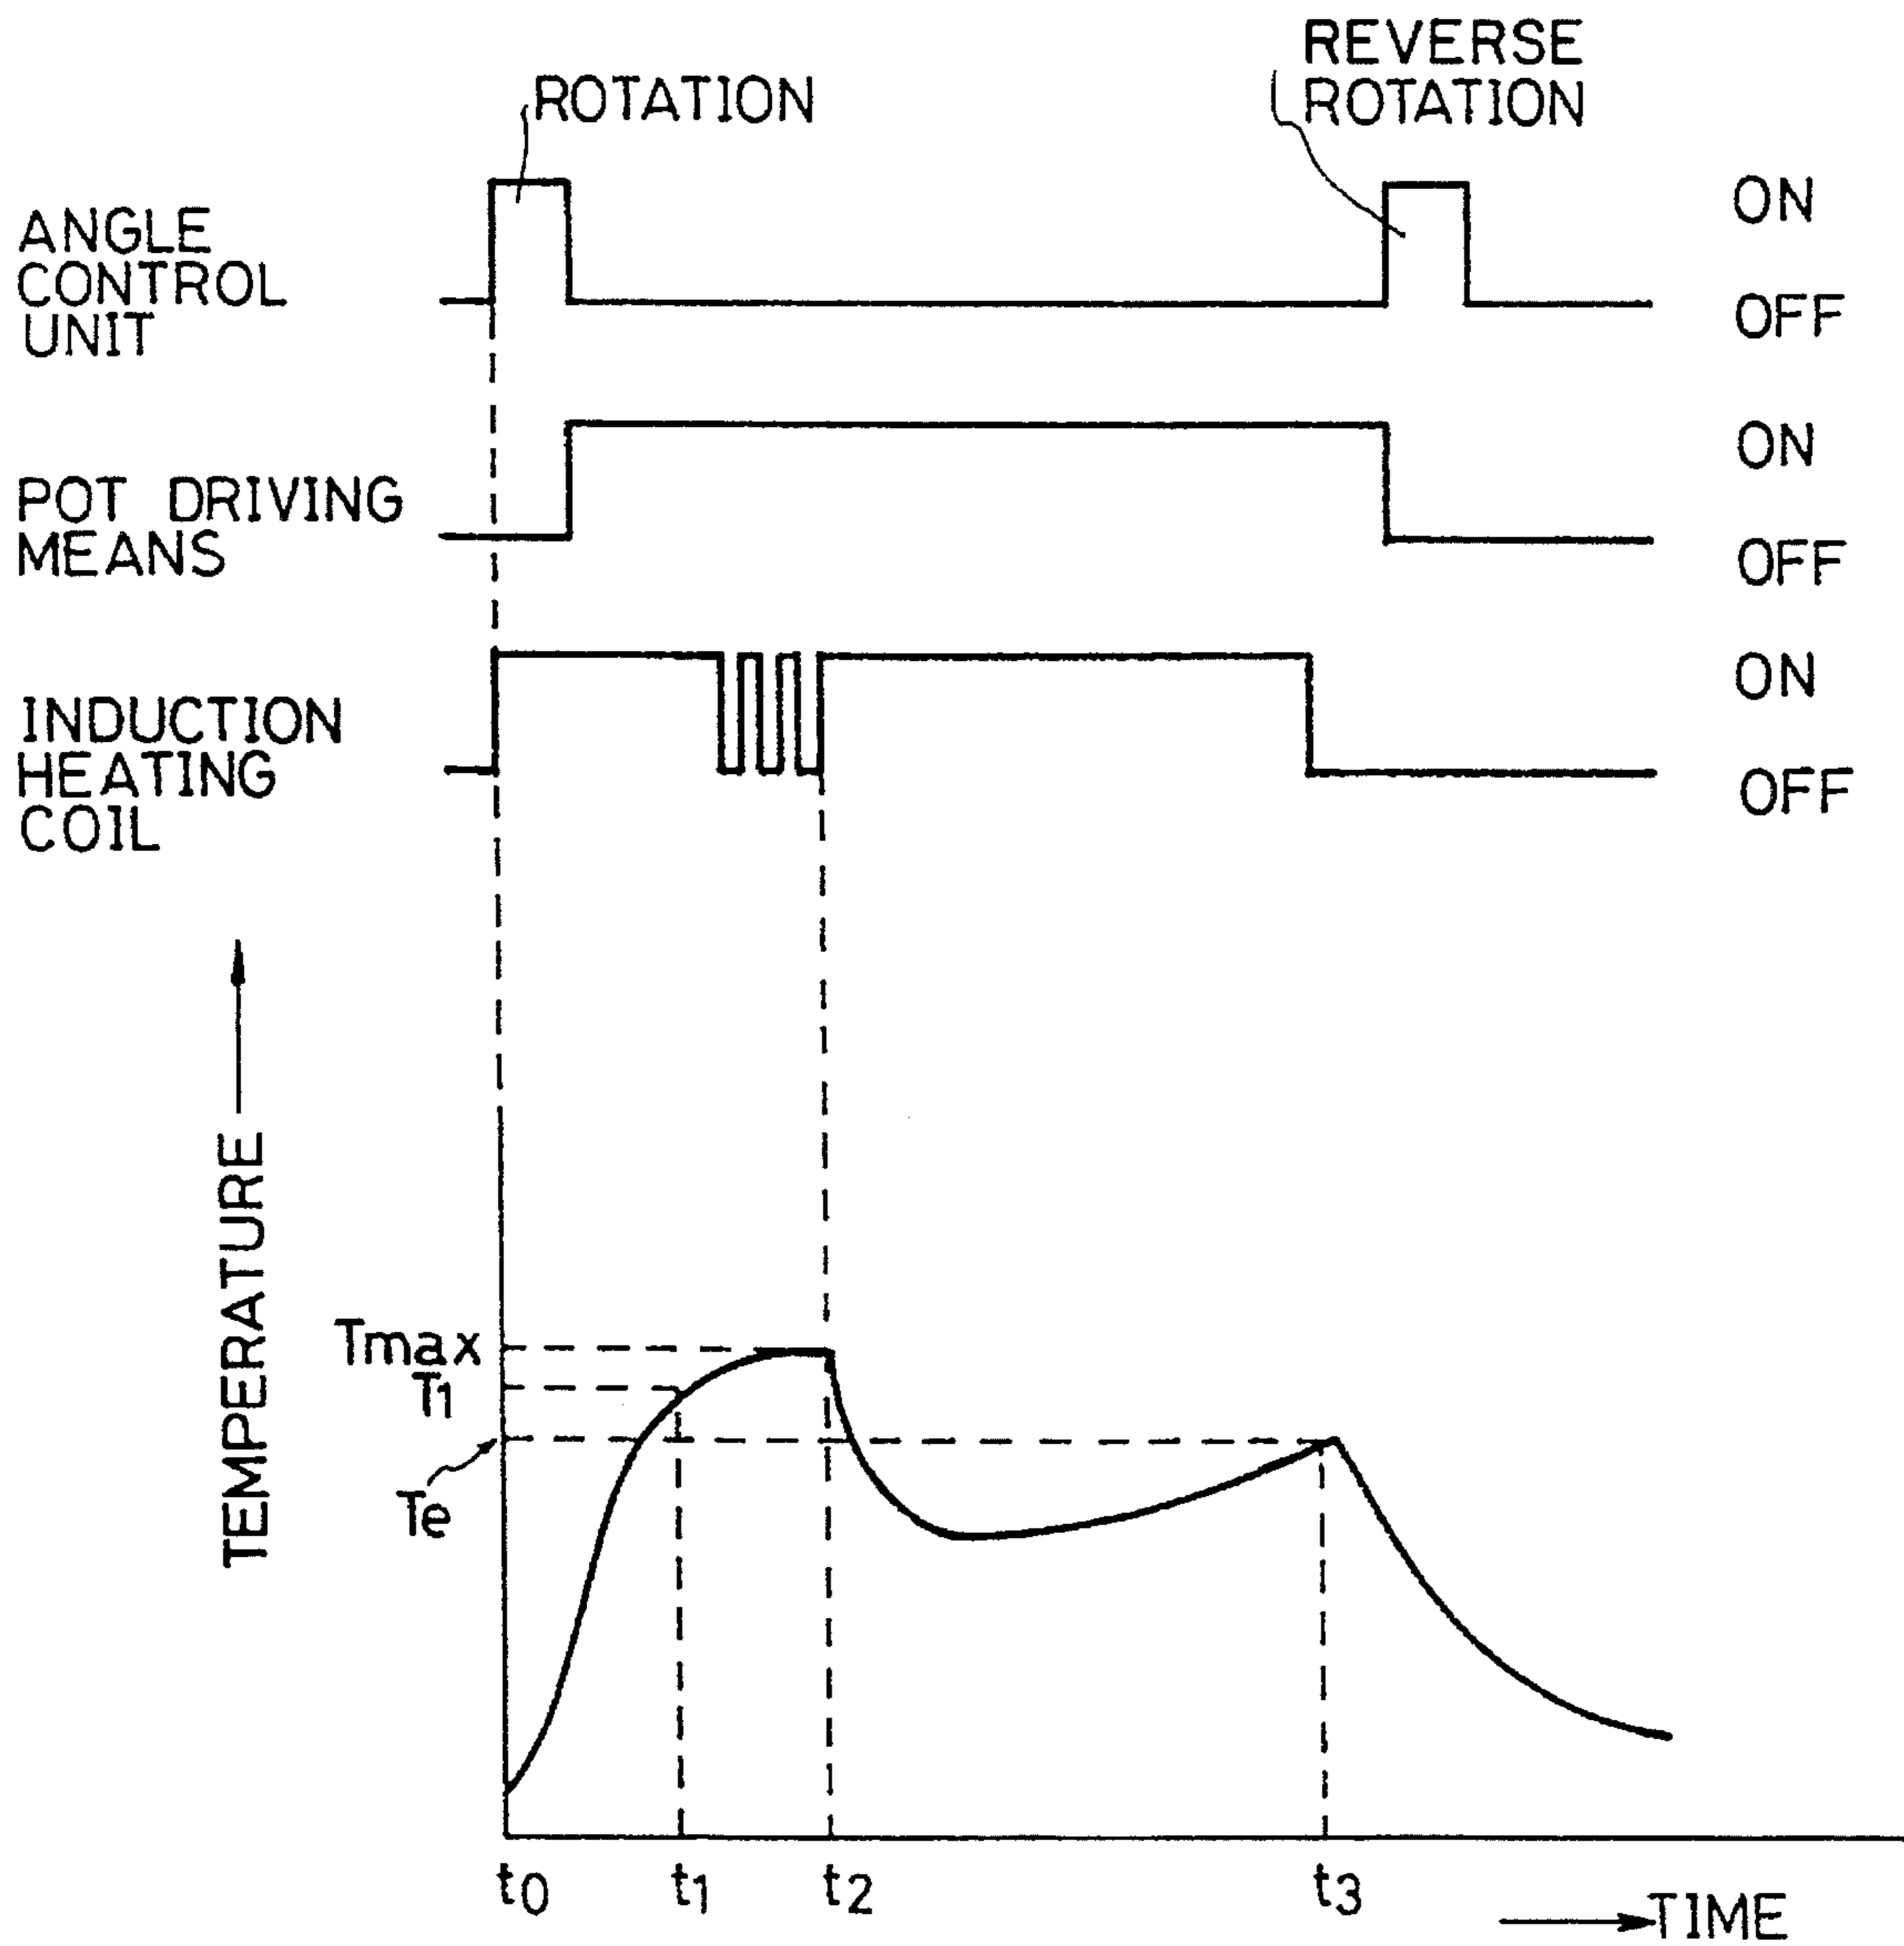 REVERSE
ROTATION
ROTATION
ANGLE
CONTROL
UNIT
ON
OFF
POT DRIVING
MEANS
ON
OFF
INDUCTION
HEATING
COIL
ON
OFF
TEMPERATURE
Tmax
T1
Te
t0
t1
t2
t3
TIME